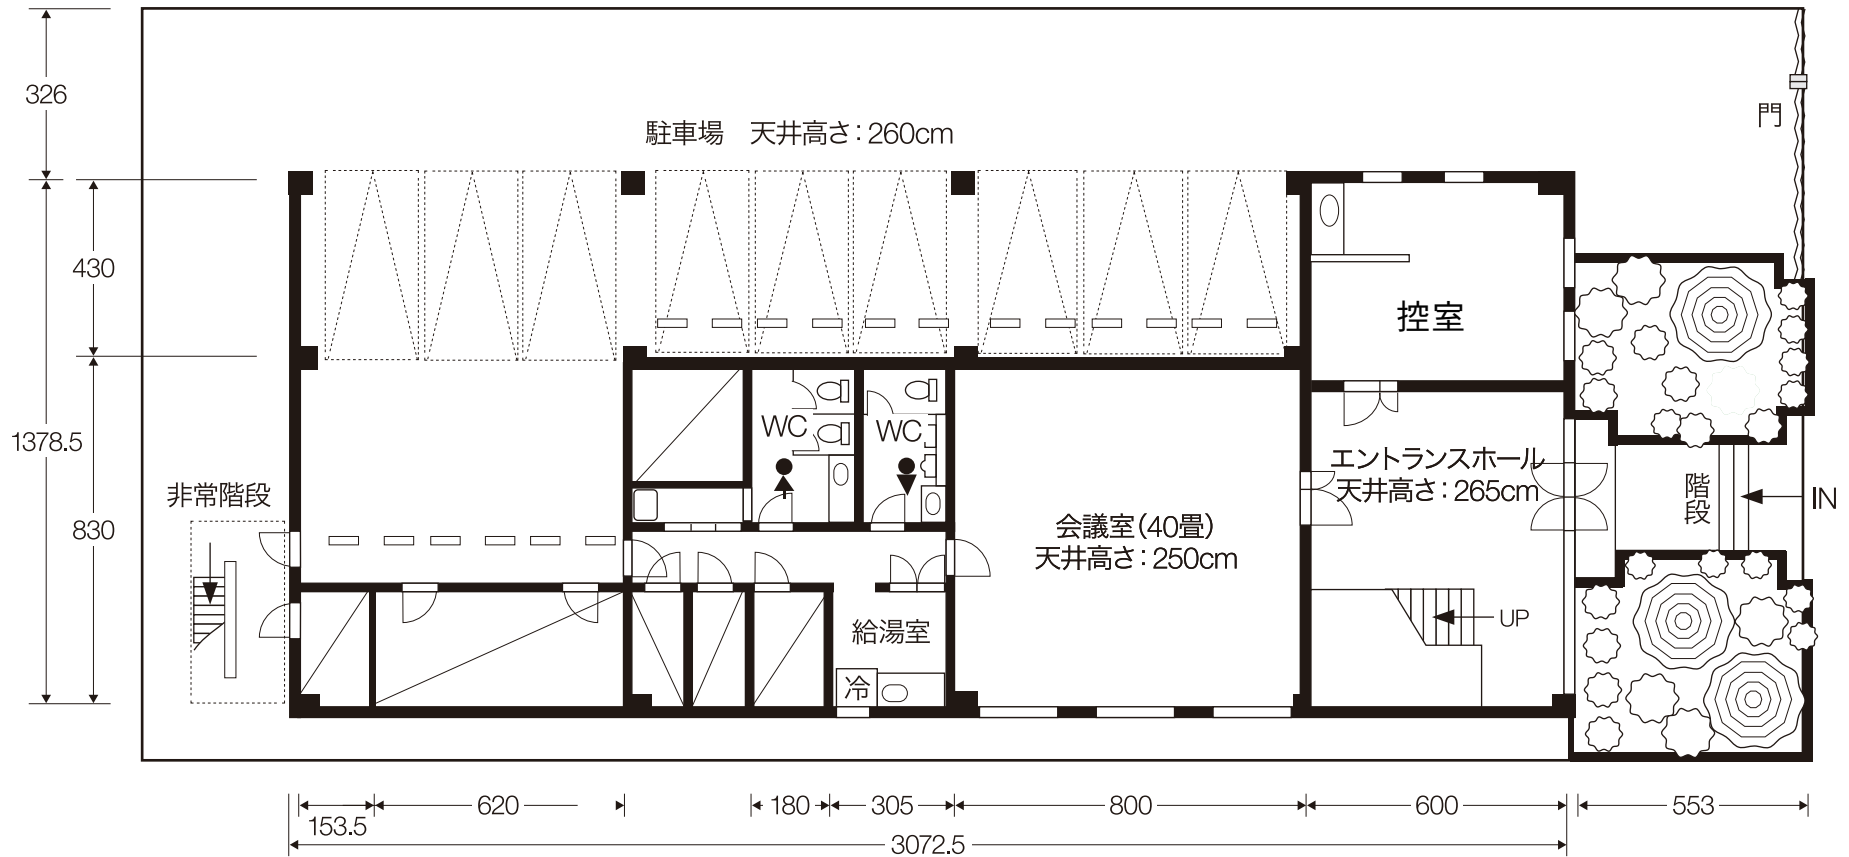 326
門
駐車場 天井高さ：260cm
430
控室
1378.5
WC
WC
エントランスホール
天井高さ：265cm
非常階段
階段
IN
830
会議室（40畳）
天井高さ：250cm
給湯室
UP
冷
153.5
620
180
305
800
600
553
3072.5